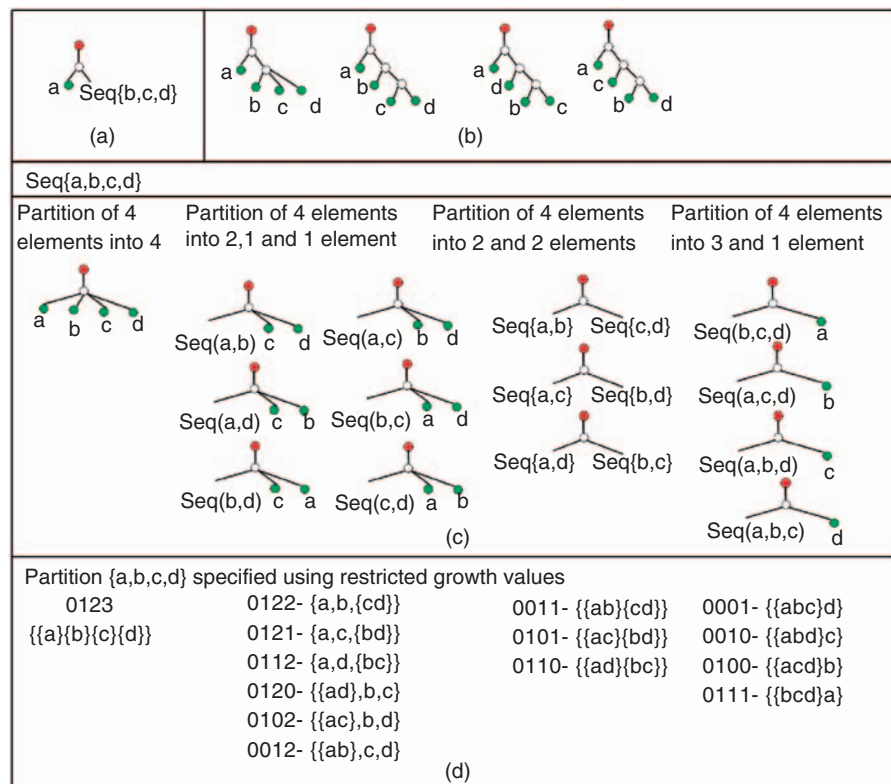 a
Seq{b,c,d}
(a)
a
b c d
a
b
c d
a
d
b c
a
c
b d
(b)
Seq{a,b,c,d}
Partition of 4
elements into 4
Partition of 4 elements
into 2,1 and 1 element
Partition of 4 elements
into 2 and 2 elements
Partition of 4 elements
into 3 and 1 element
a b c d
Seq(a,b) c d
Seq(a,c) b d
Seq(a,d) c b
Seq(b,c) a d
Seq(b,d) c a
Seq(c,d) a b
Seq{a,b} Seq{c,d}
Seq{a,c} Seq{b,d}
Seq{a,d} Seq{b,c}
Seq(b,c,d) a
Seq(a,c,d) b
Seq(a,b,d) c
Seq(a,b,c) d
(c)
Partition {a,b,c,d} specified using restricted growth values
0123
{{a}{b}{c}{d}}
0122- {a,b,{cd}}
0121- {a,c,{bd}}
0112- {a,d,{bc}}
0120- {{ad},b,c}
0102- {{ac},b,d}
0012- {{ab},c,d}
0011- {{ab}{cd}}
0101- {{ac}{bd}}
0110- {{ad}{bc}}
0001- {{abc}d}
0010- {{abd}c}
0100- {{acd}b}
0111- {{bcd}a}
(d)